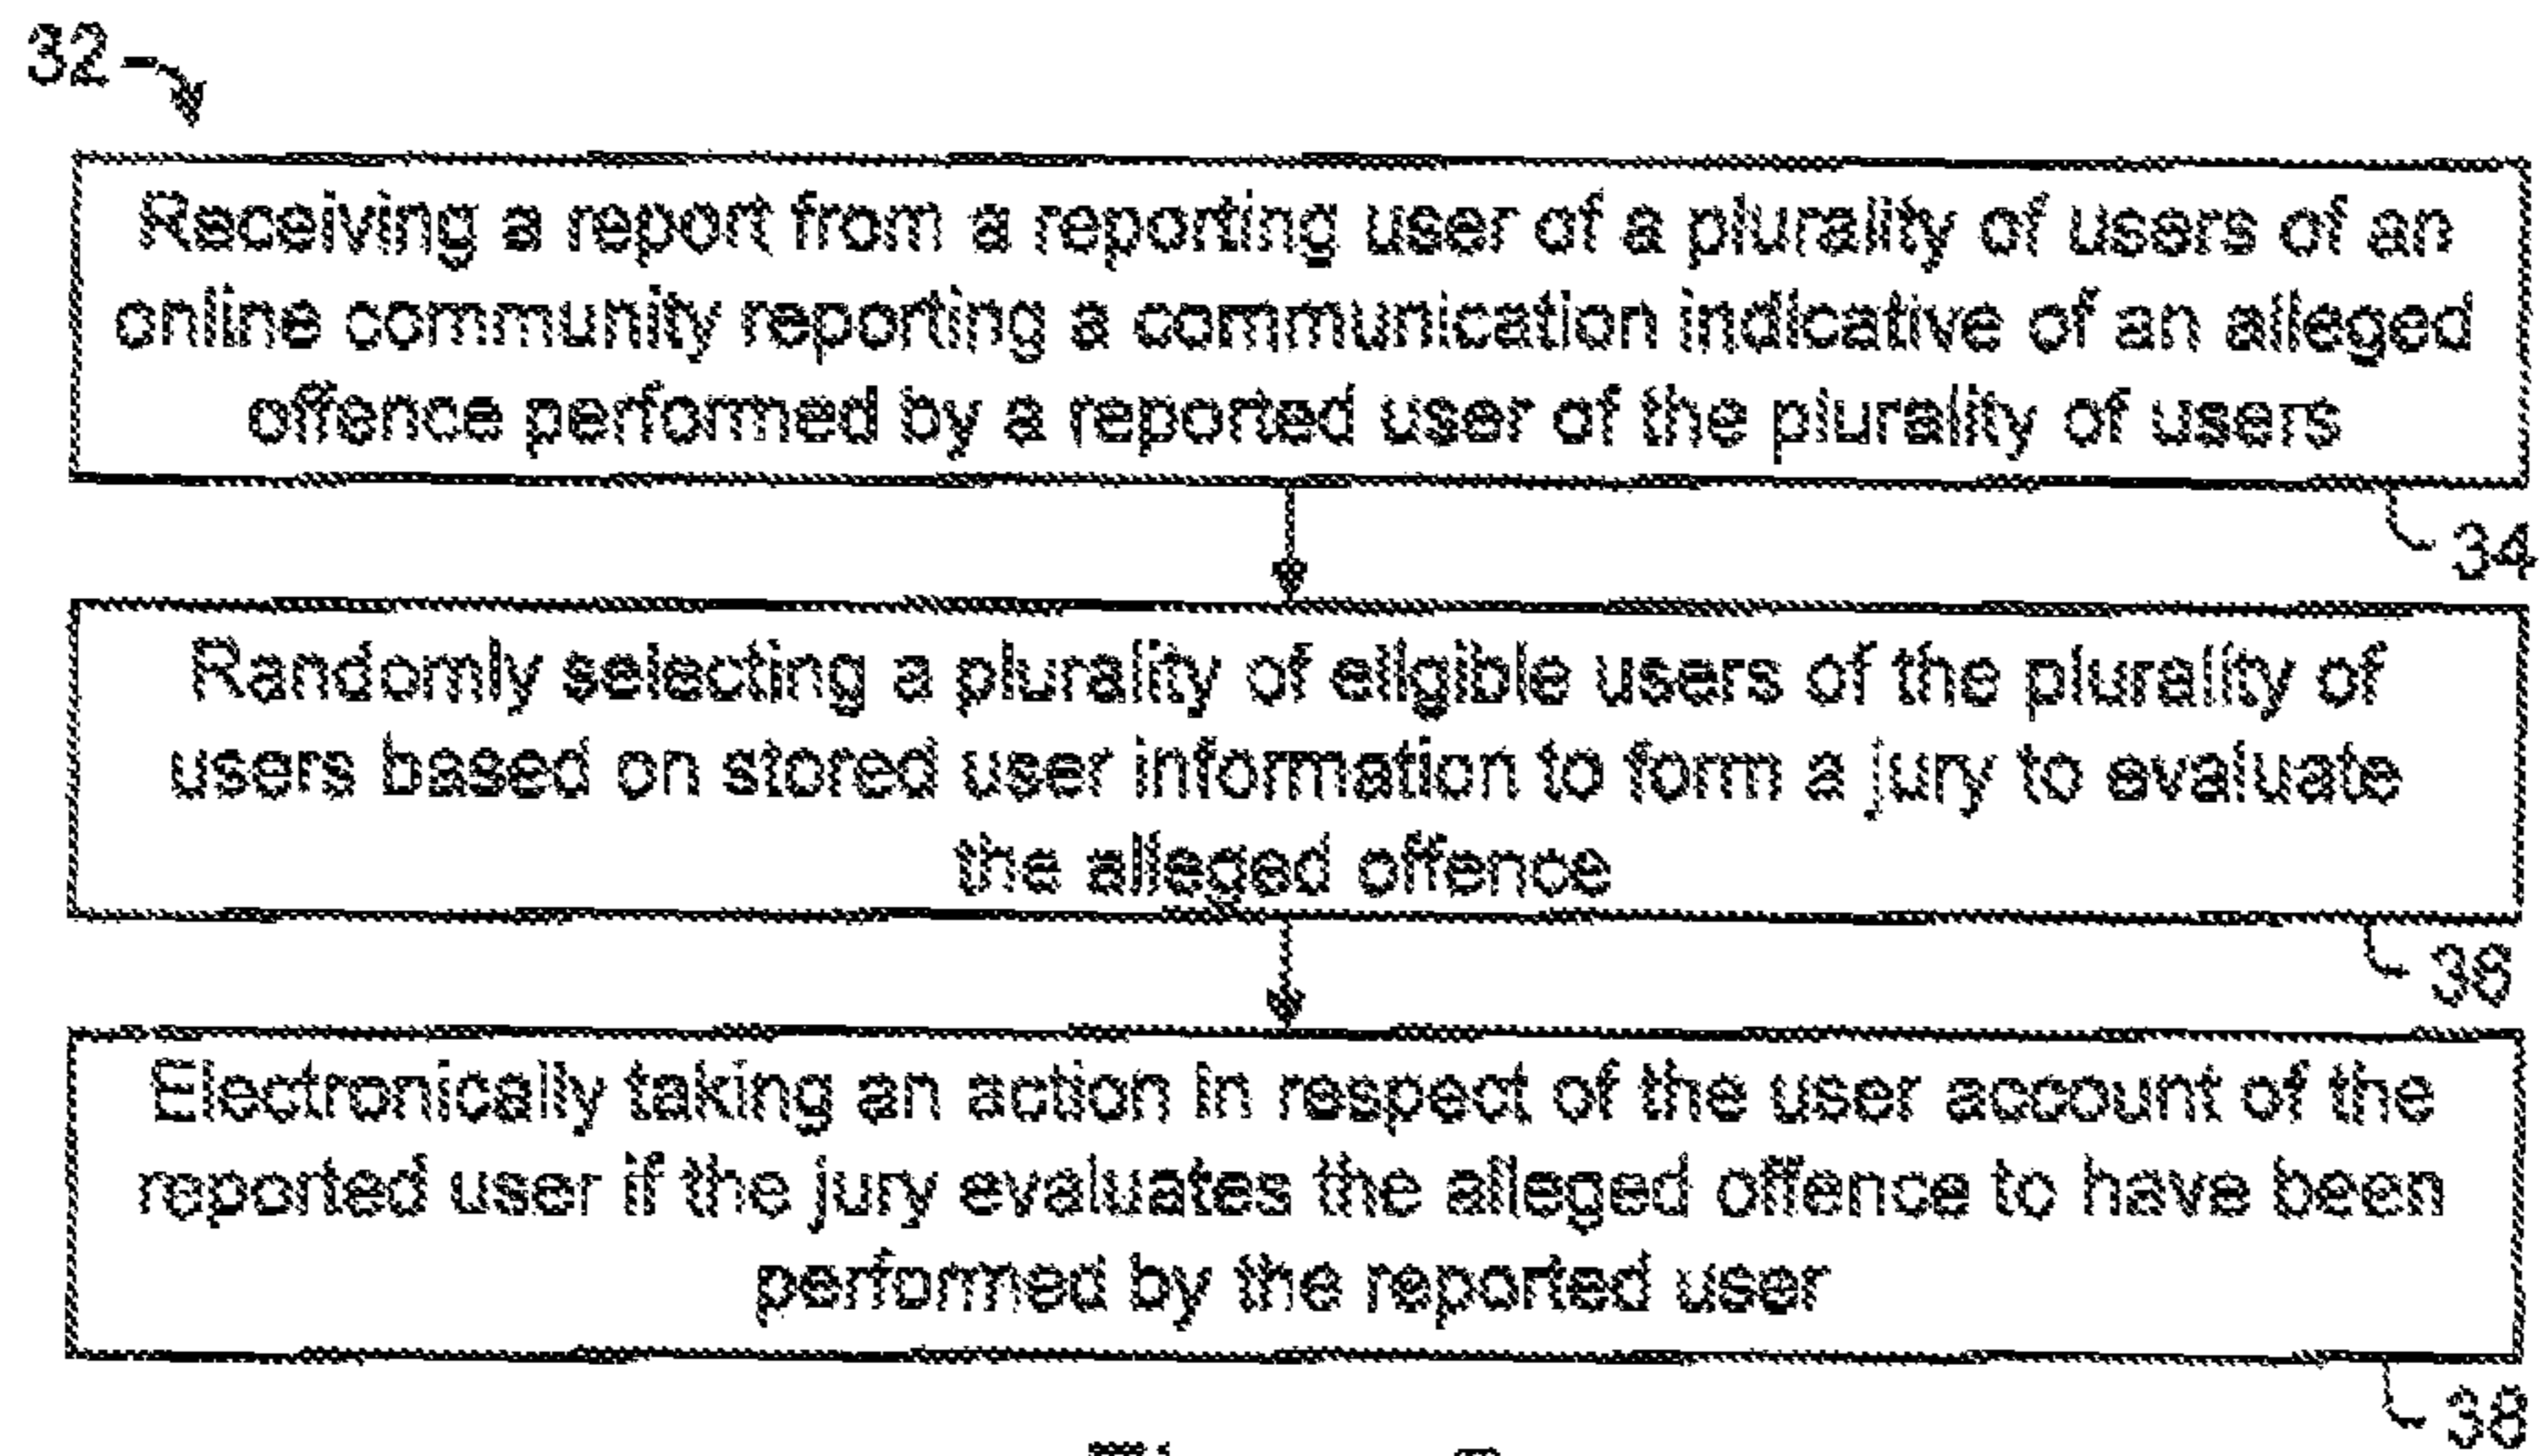 32
Receiving a report from a reporting user of a plurality of users of an
online community reporting a communication indicative of an alleged
offence performed by a reported user of the plurality of users
34
Randomly selecting a plurality of eligible users of the plurality of
users based on stored user information to form a jury to evaluate
the alleged offence
36
Electronically taking an action in respect of the user account of the
reported user if the jury evaluates the alleged offence to have been
performed by the reported user
38